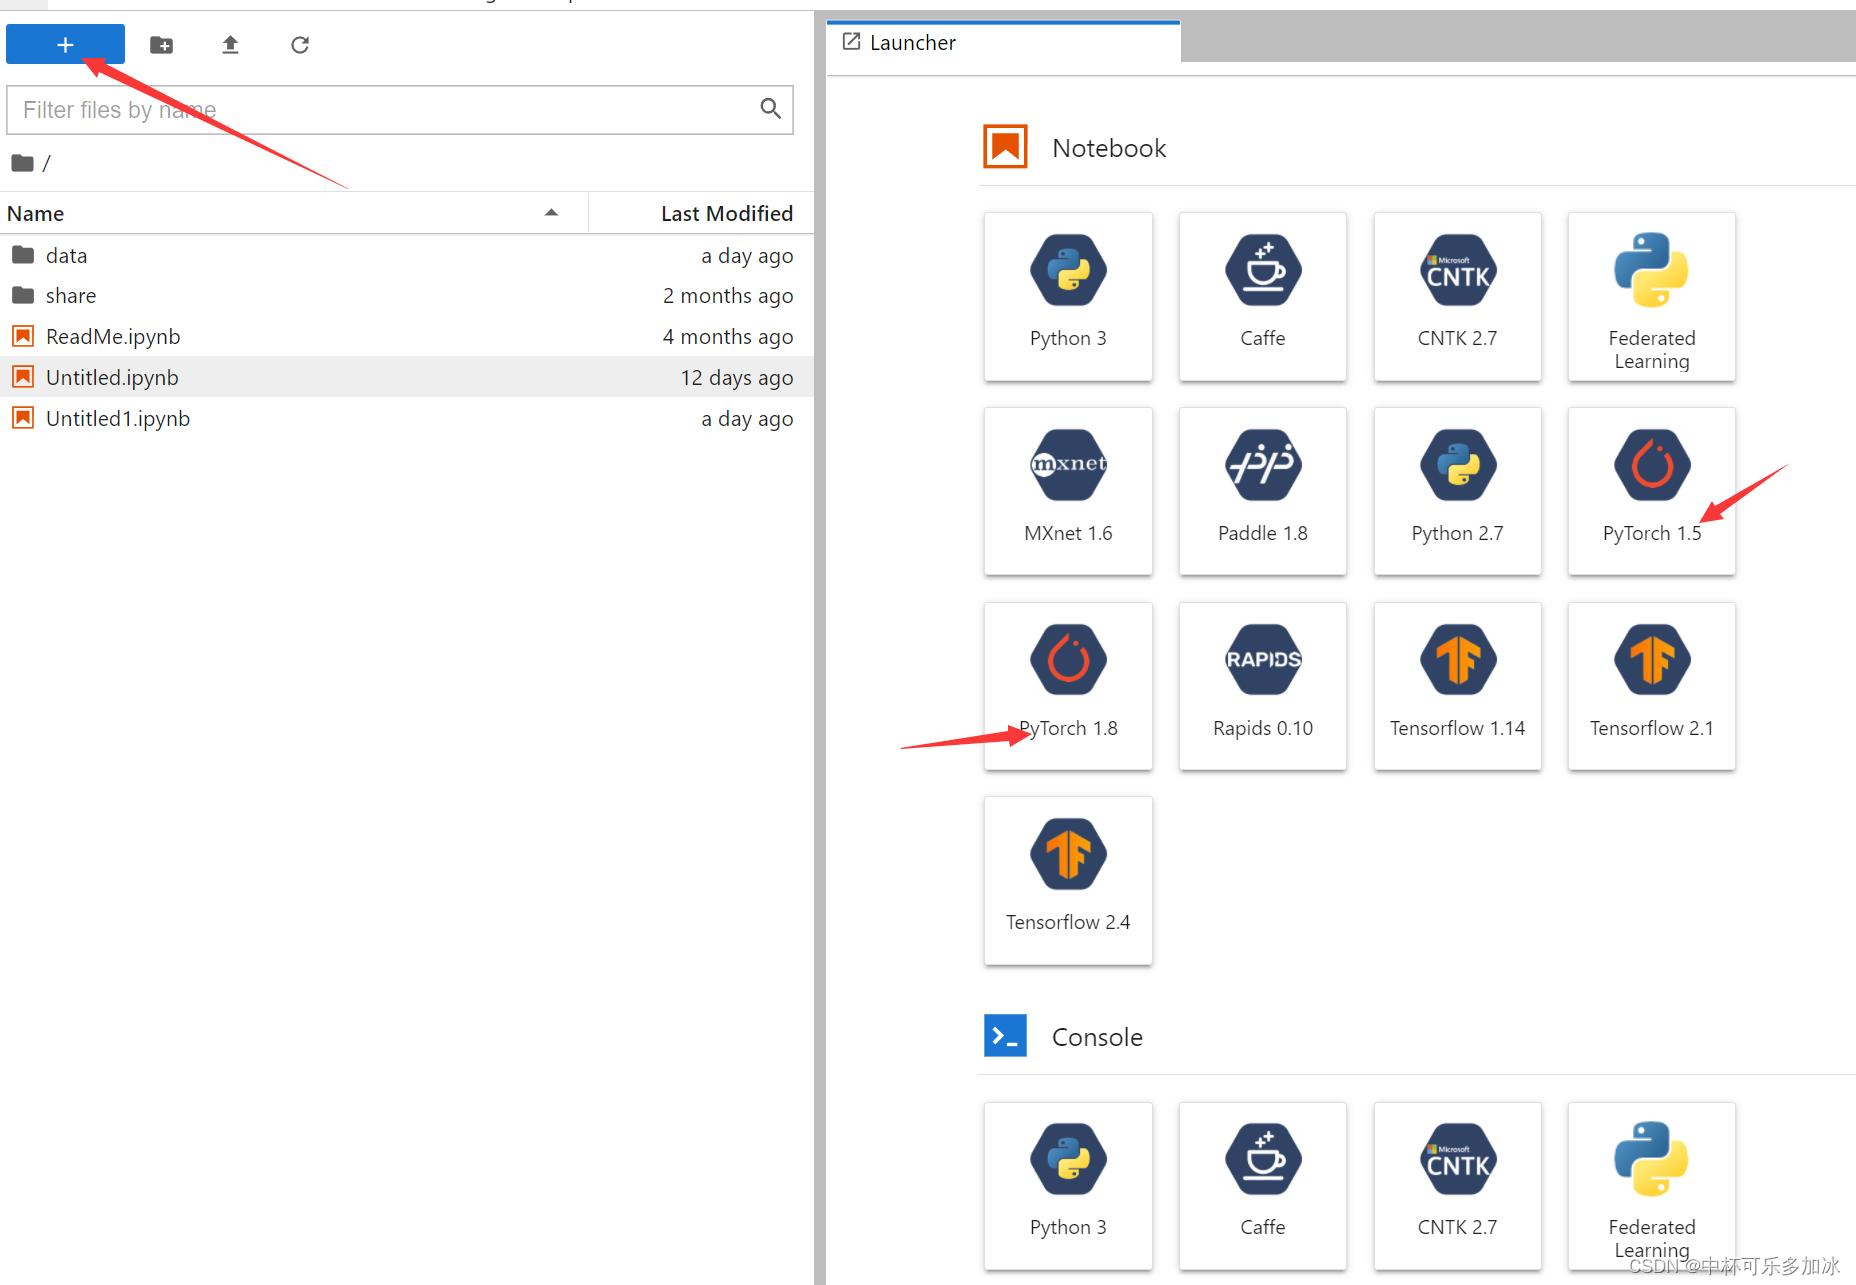 Launcher
Filter files by name
/
Name
Last Modified
data
a day ago
share
2 months ago
ReadMe.ipynb
4 months ago
Untitled.ipynb
12 days ago
Untitled1.ipynb
a day ago
Notebook
Python 3
Caffe
Microsoft
CNTK
CNTK 2.7
Federated
Learning
mxnet
MXnet 1.6
Paddle 1.8
Python 2.7
PyTorch 1.5
PyTorch 1.8
RAPIDS
Rapids 0.10
Tensorflow 1.14
Tensorflow 2.1
Tensorflow 2.4
Console
Python 3
Caffe
Microsoft
CNTK
CNTK 2.7
Federated
Learning
CSDN @中杯可乐多加冰